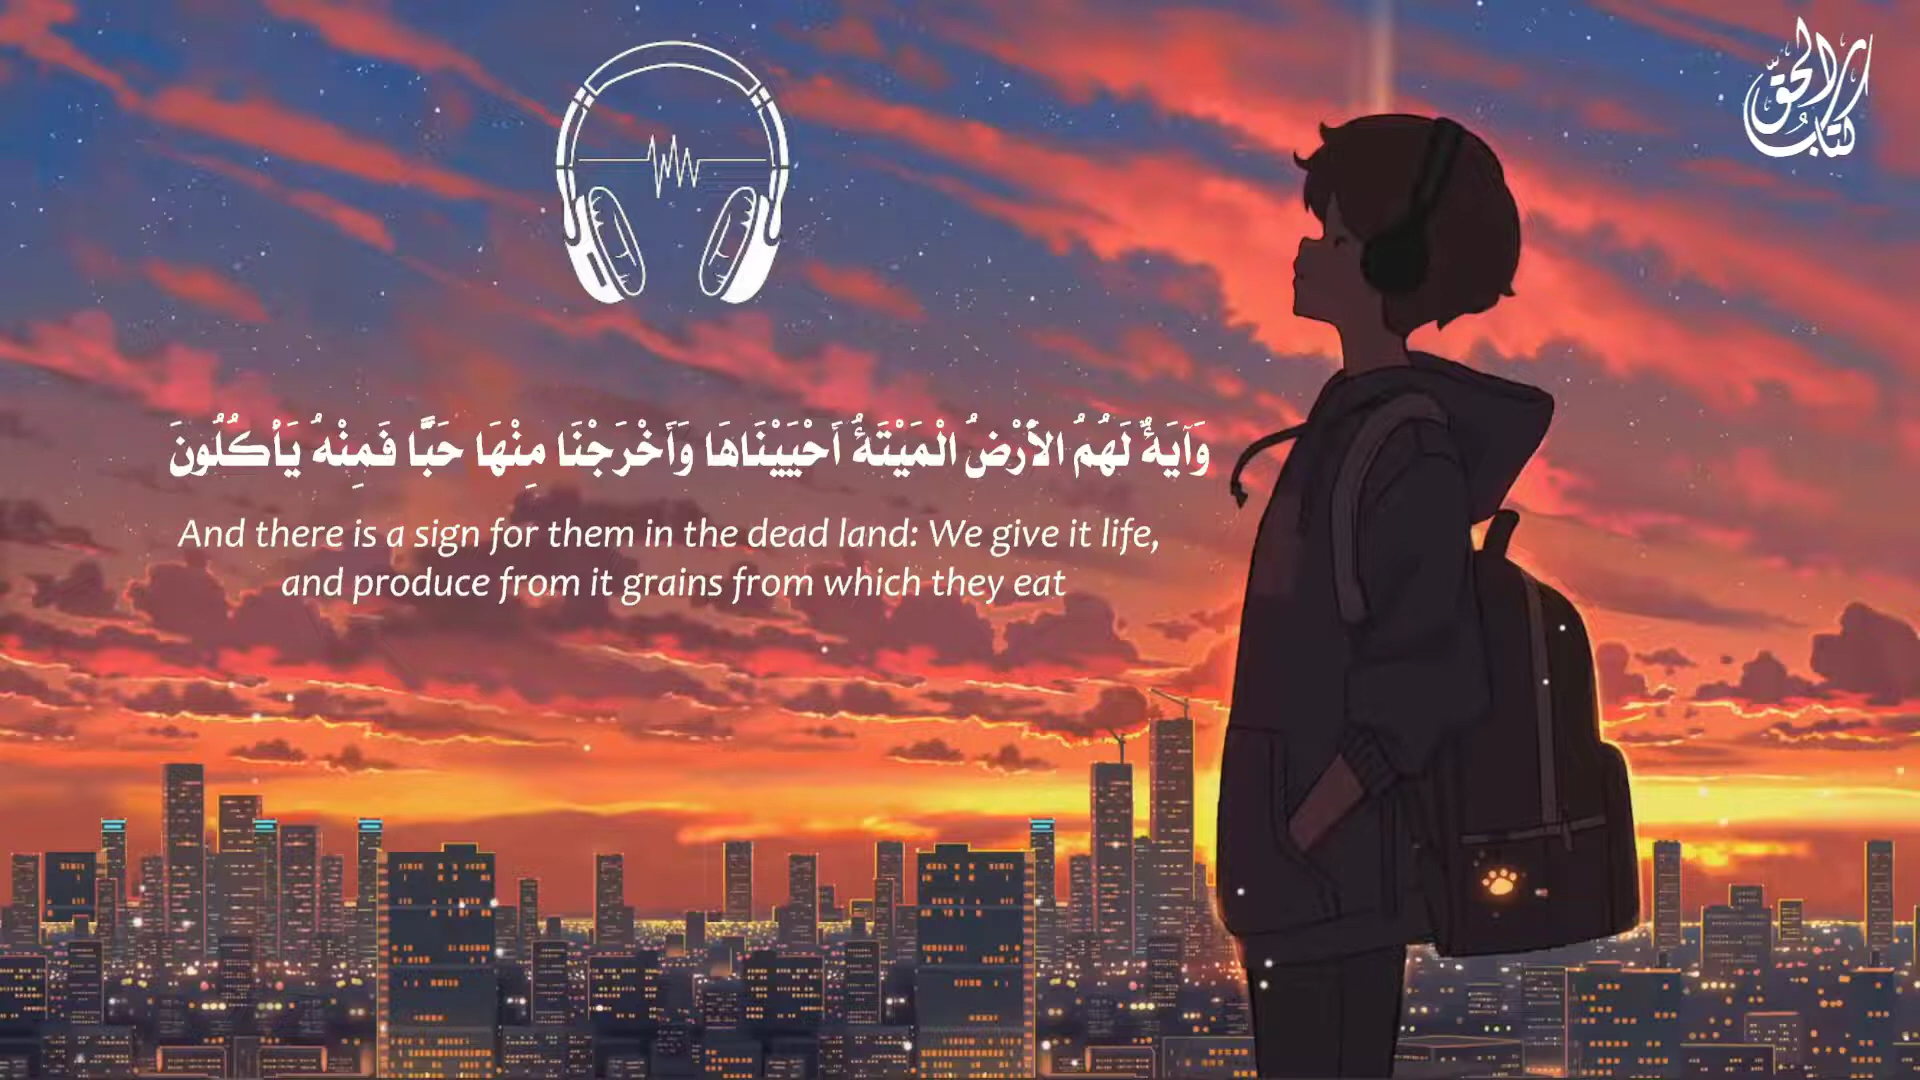 كتاب الحقّ
وَآيَةٌ لَهُمُ الأَرْضُ الْمَيْتَةُ أَحْيَيْنَاهَا وَأَخْرَجْنَا مِنْهَا حَبًّا فَمِنْهُ يَأْكُلُونَ
And there is a sign for them in the dead land: We give it life,
and produce from it grains from which they eat